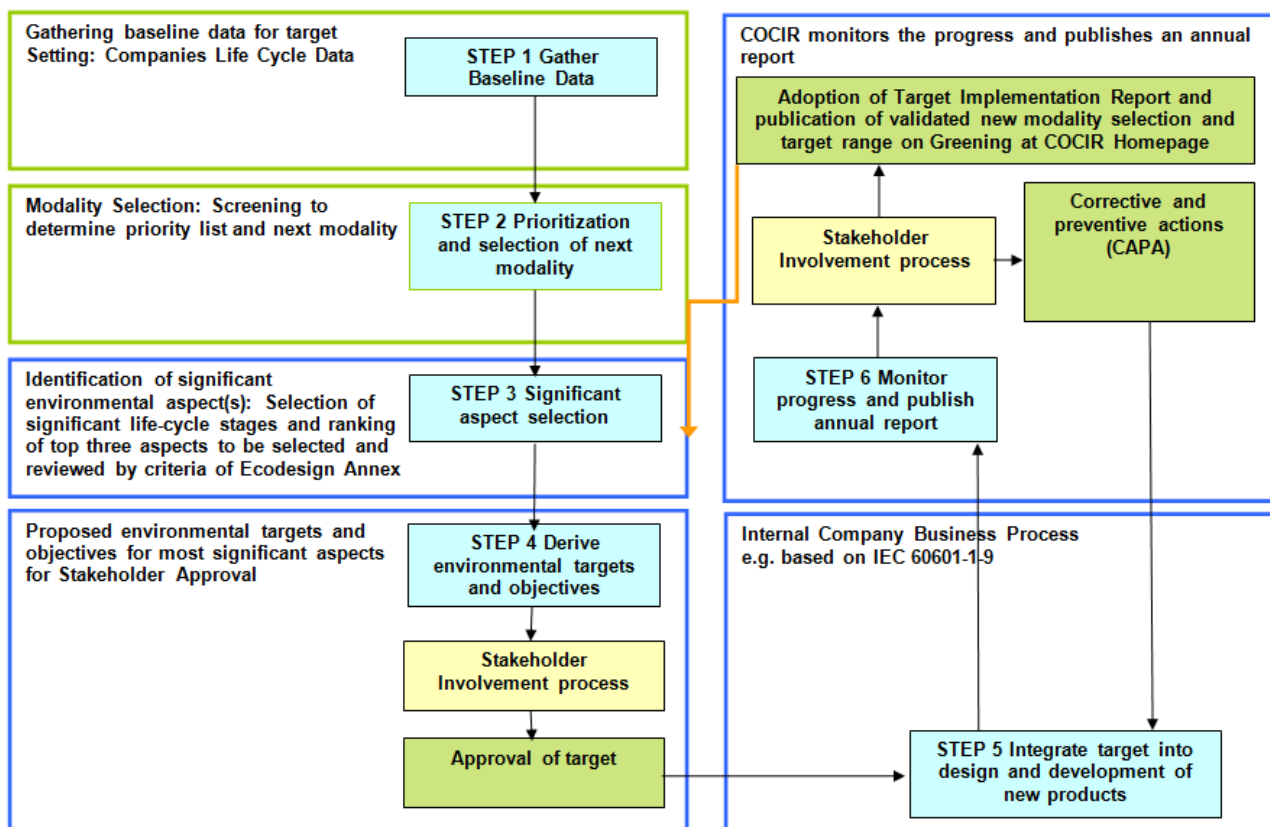 Gathering baseline data for target
Setting: Companies Life Cycle Data
STEP 1 Gather
Baseline Data
Modality Selection: Screening to
determine priority list and next modality
STEP 2 Prioritization
and selection of next
modality
Identification of significant
environmental aspect(s): Selection of
significant life-cycle stages and ranking
of top three aspects to be selected and
reviewed by criteria of Ecodesign Annex
STEP 3 Significant
aspect selection
Proposed environmental targets and
objectives for most significant aspects
for Stakeholder Approval
STEP 4 Derive
environmental targets
and objectives
Stakeholder
Involvement process
Approval of target
COCIR monitors the progress and publishes an annual
report
Adoption of Target Implementation Report and
publication of validated new modality selection and
target range on Greening at COCIR Homepage
Stakeholder
Involvement process
Corrective and
preventive actions
(CAPA)
STEP 6 Monitor
progress and publish
annual report
Internal Company Business Process
e.g. based on IEC 60601-1-9
STEP 5 Integrate target into
design and development of
new products